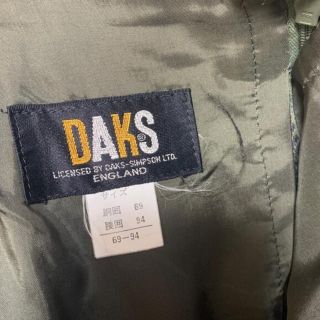 DAKS®
LICENSED BY DAKS-SIMPSON LTD.
ENGLAND
サイズ
胴囲 69
腰囲 94
69-94